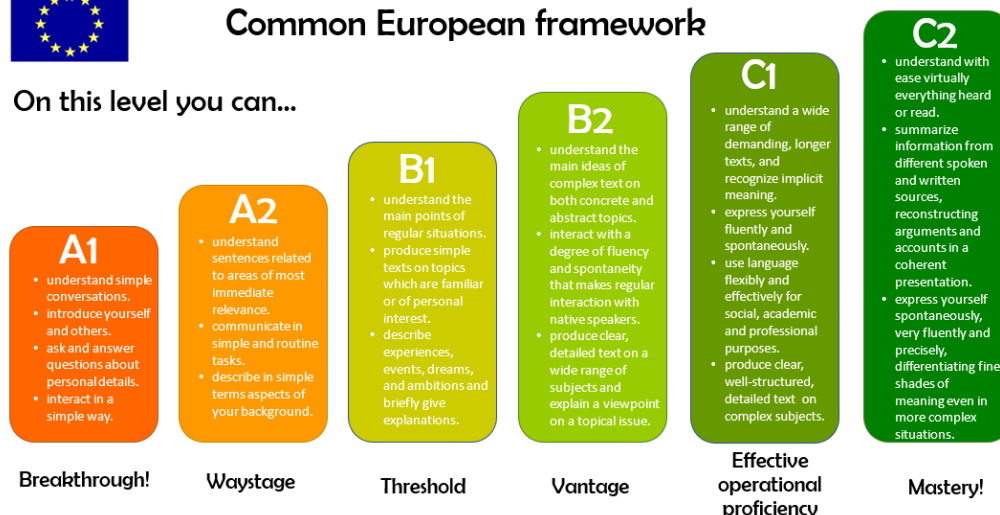 Common European framework
On this level you can...
A1
• understand simple
conversations.
• introduce yourself
and others.
• ask and answer
questions about
personal details.
• interact in a
simple way.
Breakthrough!
A2
• understand
sentences related
to areas of most
immediate
relevance.
• communicate in
simple and routine
tasks.
• describe in simple
terms aspects of
your background.
Waystage
B1
• understand the
main points of
regular situations.
• produce simple
texts on topics
which are familiar
or of personal
interest.
• describe
experiences,
events, dreams,
and ambitions and
briefly give
explanations.
Threshold
B2
• understand the
main ideas of
complex text on
both concrete and
abstract topics.
• interact with a
degree of fluency
and spontaneity
that makes regular
interaction with
native speakers.
• produce clear,
detailed text on a
wide range of
subjects and
explain a viewpoint
on a topical issue.
Vantage
C1
• understand a wide
range of
demanding, longer
texts, and
recognize implicit
meaning.
• express yourself
fluently and
spontaneously.
• use language
flexibly and
effectively for
social, academic
and professional
purposes.
• produce clear,
well-structured,
detailed text on
complex subjects.
Effective
operational
proficiency
C2
• understand with
ease virtually
everything heard
or read.
• summarize
information from
different spoken
and written
sources,
reconstructing
arguments and
accounts in a
coherent
presentation.
• express yourself
spontaneously,
very fluently and
precisely,
differentiating fine
shades of
meaning even in
more complex
situations.
Mastery!